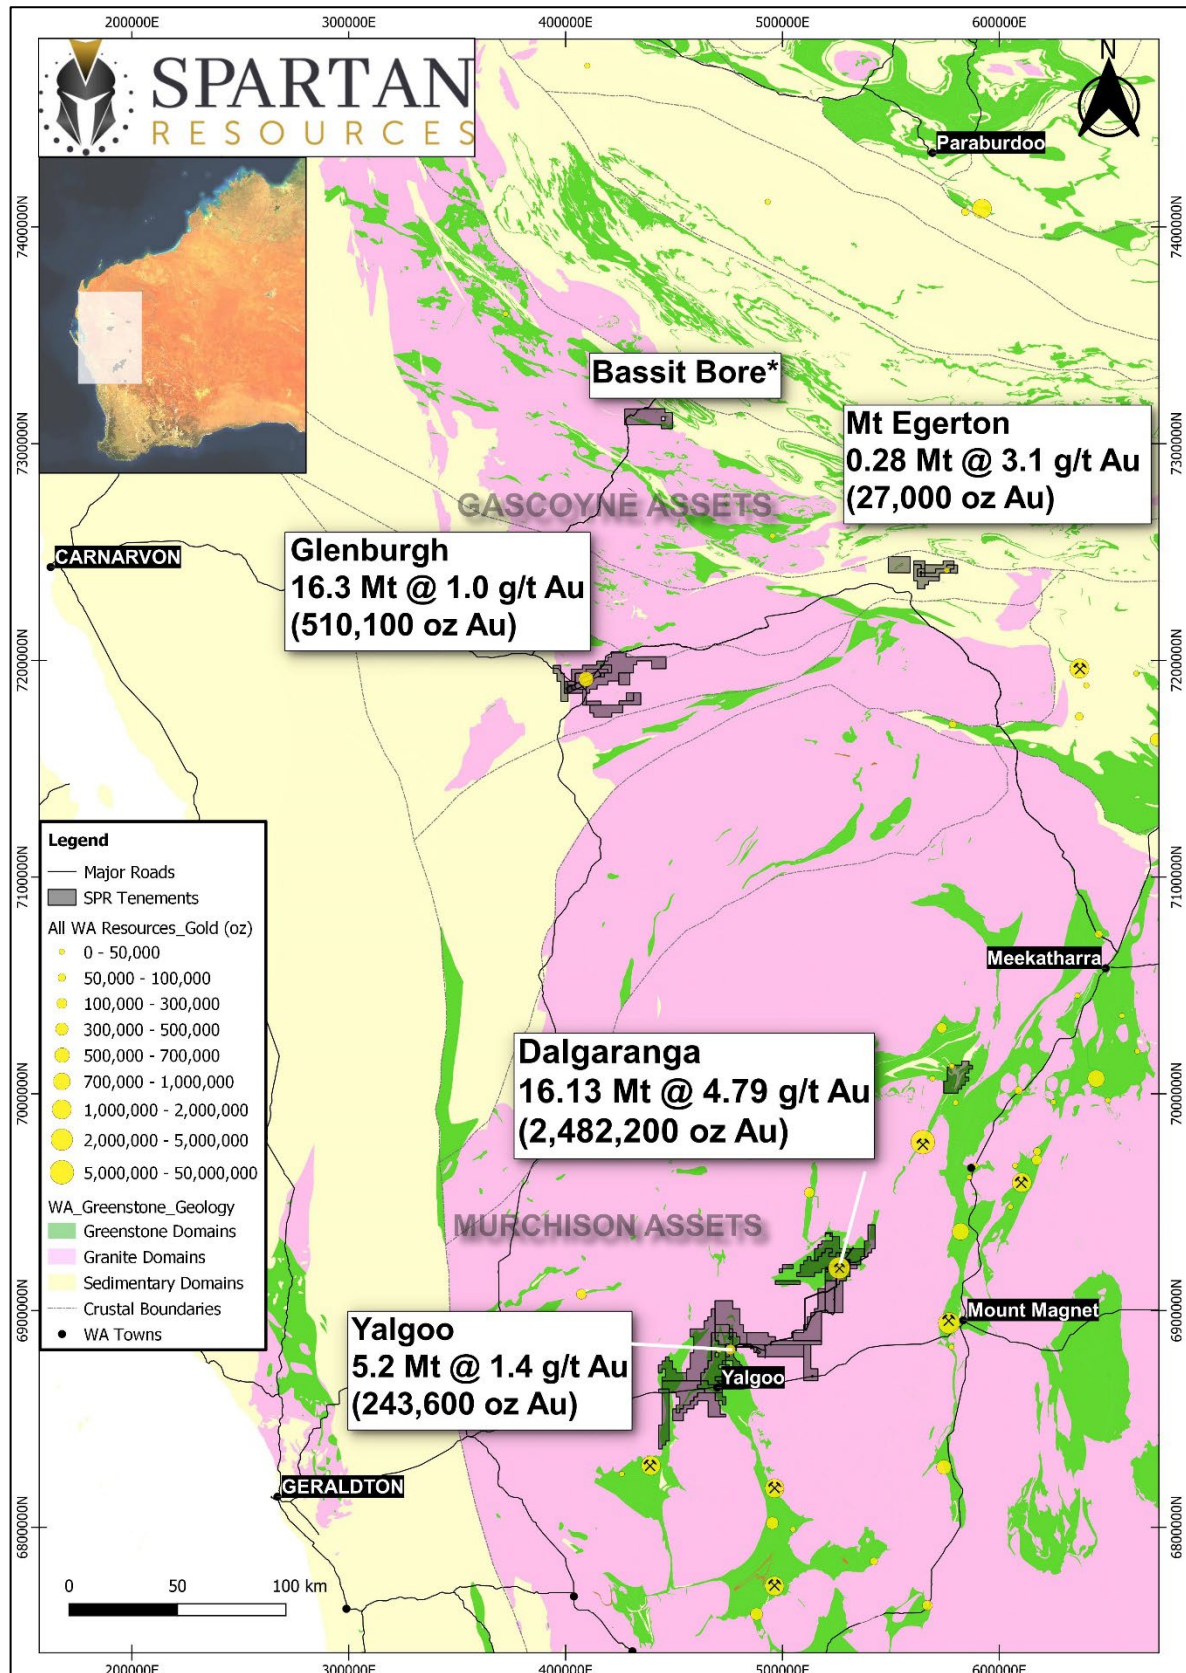 200000E 300000E 400000E 500000E 600000E
SPARTAN
RESOURCES
N
Paraburdoo
7400000N 7400000N
Bassit Bore*
Mt Egerton
0.28 Mt @ 3.1 g/t Au
(27,000 oz Au)
7300000N 7300000N
GASCOYNE ASSETS
CARNARVON
Glenburgh
16.3 Mt @ 1.0 g/t Au
(510,100 oz Au)
7200000N 7200000N
Legend
Major Roads
SPR Tenements
All WA Resources_Gold (oz)
0 - 50,000
50,000 - 100,000
100,000 - 300,000
300,000 - 500,000
500,000 - 700,000
700,000 - 1,000,000
1,000,000 - 2,000,000
2,000,000 - 5,000,000
5,000,000 - 50,000,000
WA_Greenstone_Geology
Greenstone Domains
Granite Domains
Sedimentary Domains
Crustal Boundaries
WA Towns
7100000N 7100000N
Meekatharra
Dalgaranga
16.13 Mt @ 4.79 g/t Au
(2,482,200 oz Au)
7000000N 7000000N
MURCHISON ASSETS
6900000N 6900000N
Mount Magnet
Yalgoo
5.2 Mt @ 1.4 g/t Au
(243,600 oz Au)
Yalgoo
GERALDTON
6800000N 6800000N
0 50 100 km
200000E 300000E 400000E 500000E 600000E